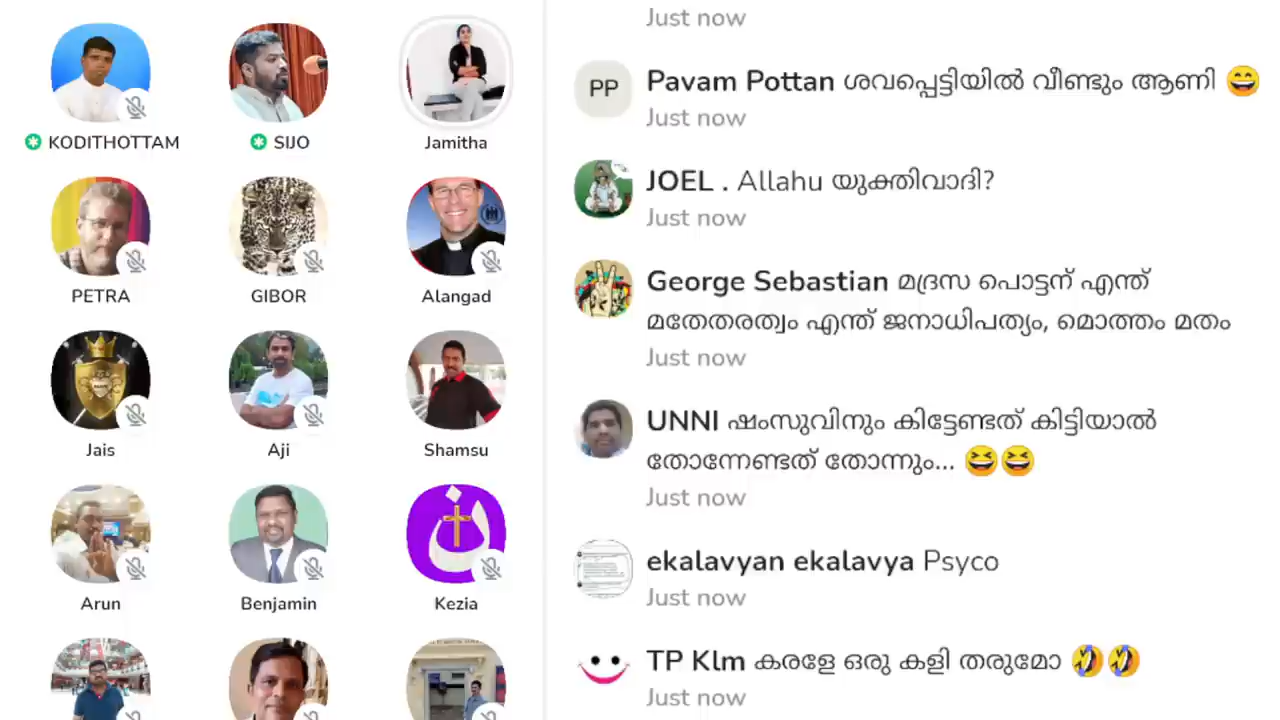 KODITHOTTAM
SIJO
Jamitha
PETRA
GIBOR
Alangad
Jais
Aji
Shamsu
Arun
Benjamin
Kezia
Just now
PP
Pavam Pottan ശവപ്പെട്ടിയിൽ വീണ്ടും ആണി 😄
Just now
JOEL . Allahu യുക്തിവാദി?
Just now
George Sebastian മദ്രസ പൊട്ടന് എന്ത്
മതേതരത്വം എന്ത് ജനാധിപത്യം, മൊത്തം മതം
Just now
UNNI ഷംസുവിനും കിട്ടേണ്ടത് കിട്ടിയാൽ
തോന്നേണ്ടത് തോന്നും... 😆😆
Just now
ekalavyan ekalavya Psyco
Just now
TP Klm കരളേ ഒരു കളി തരുമോ 🤣🤣
Just now